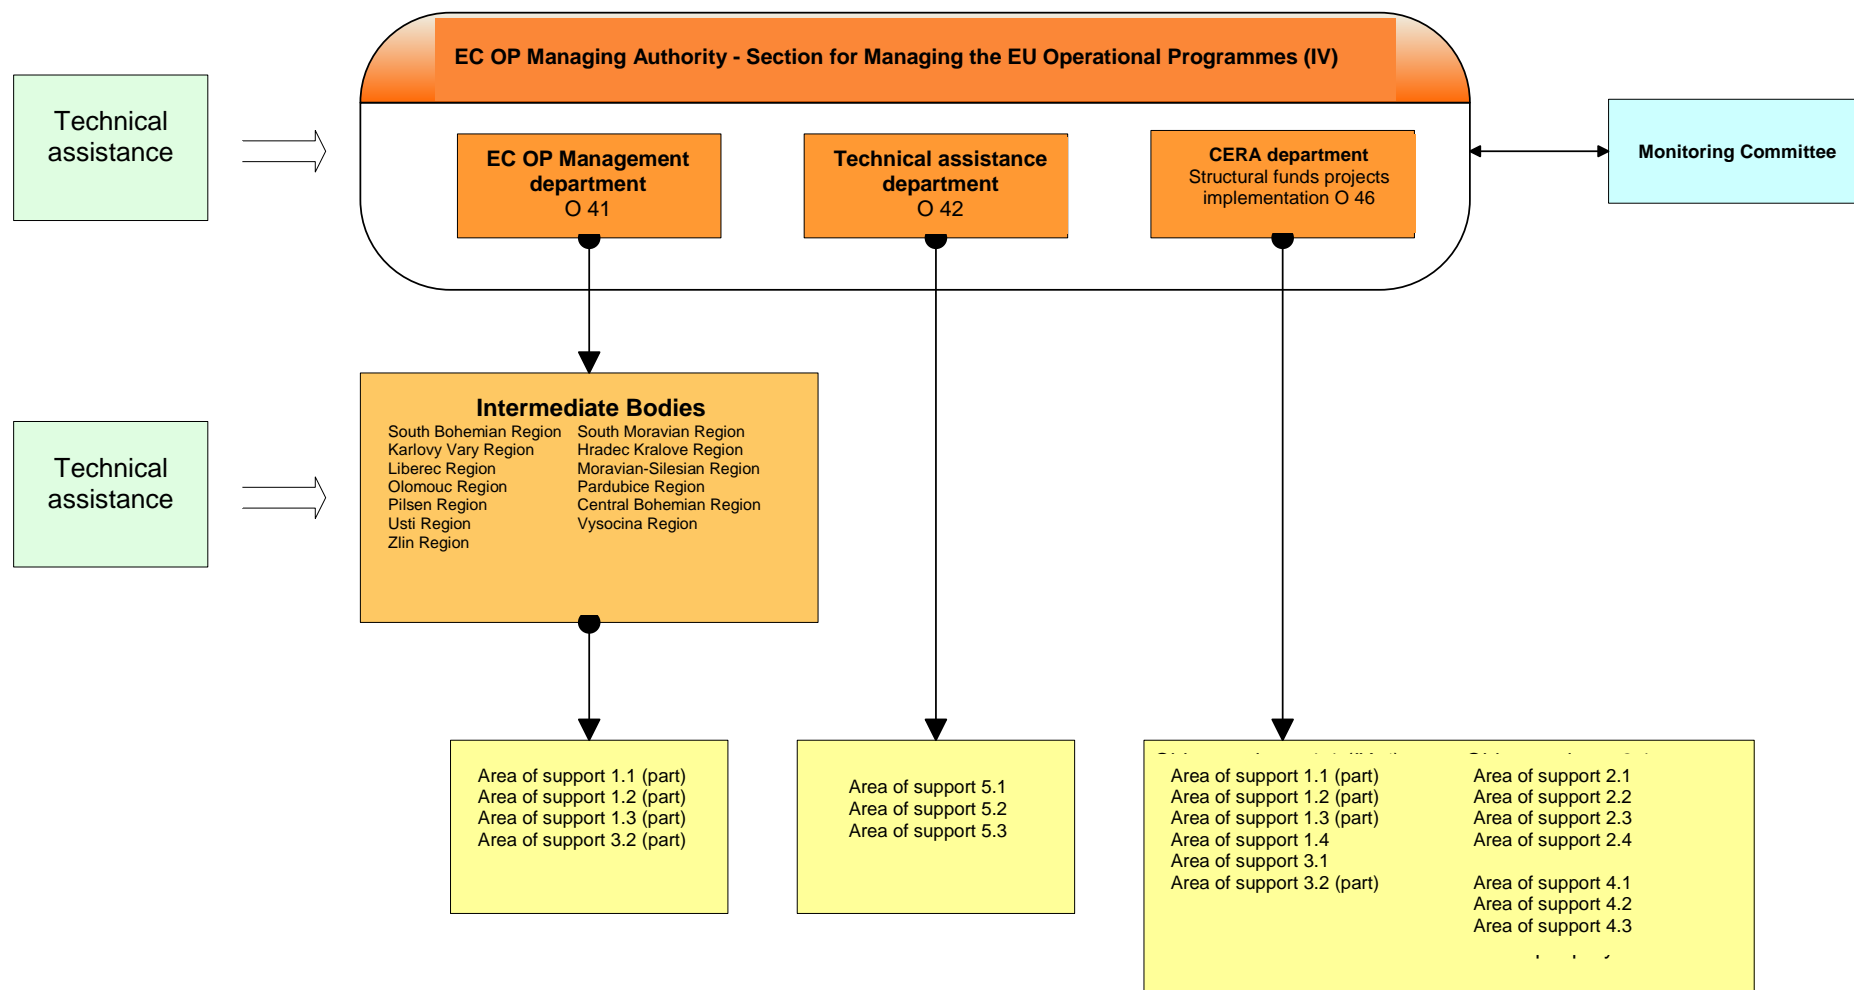 EC OP Managing Authority - Section for Managing the EU Operational Programmes (IV)
Technical
assistance
EC OP Management
department
O 41
Technical assistance
department
O 42
CERA department
Structural funds projects
implementation O 46
Monitoring Committee
Technical
assistance
Intermediate Bodies
South Bohemian Region
Karlovy Vary Region
Liberec Region
Olomouc Region
Pilsen Region
Usti Region
Zlin Region
South Moravian Region
Hradec Kralove Region
Moravian-Silesian Region
Pardubice Region
Central Bohemian Region
Vysocina Region
Area of support 1.1 (part)
Area of support 1.2 (part)
Area of support 1.3 (part)
Area of support 3.2 (part)
Area of support 5.1
Area of support 5.2
Area of support 5.3
Area of support 1.1 (part)
Area of support 1.2 (part)
Area of support 1.3 (part)
Area of support 1.4
Area of support 3.1
Area of support 3.2 (part)
Area of support 2.1
Area of support 2.2
Area of support 2.3
Area of support 2.4
Area of support 4.1
Area of support 4.2
Area of support 4.3